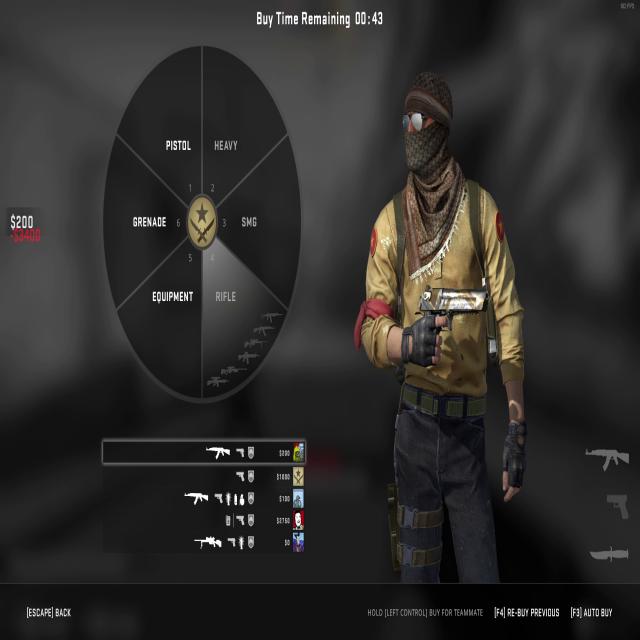 Buy Time Remaining 00:43
PISTOL
HEAVY
1
2
$200
-$3400
GRENADE
6
3
SMG
5
4
EQUIPMENT
RIFLE
$200
$1000
$100
$2750
$0
[ESCAPE] BACK
HOLD [LEFT CONTROL] BUY FOR TEAMMATE
[F4] RE-BUY PREVIOUS
[F3] AUTO BUY